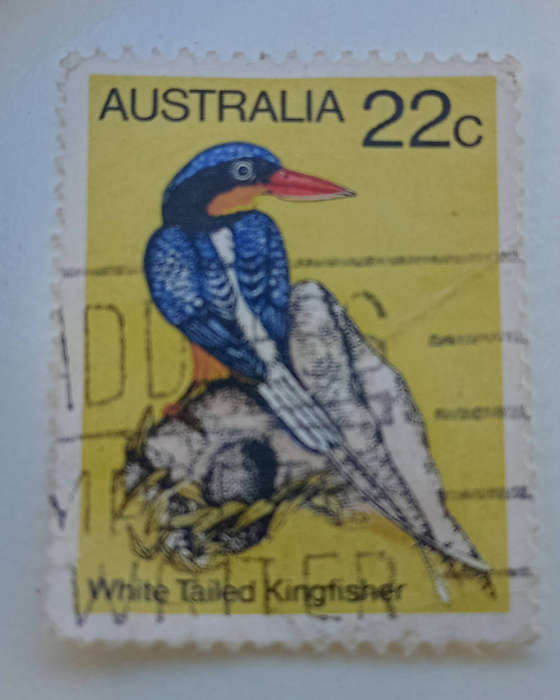 AUSTRALIA 22c
White Tailed Kingfisher